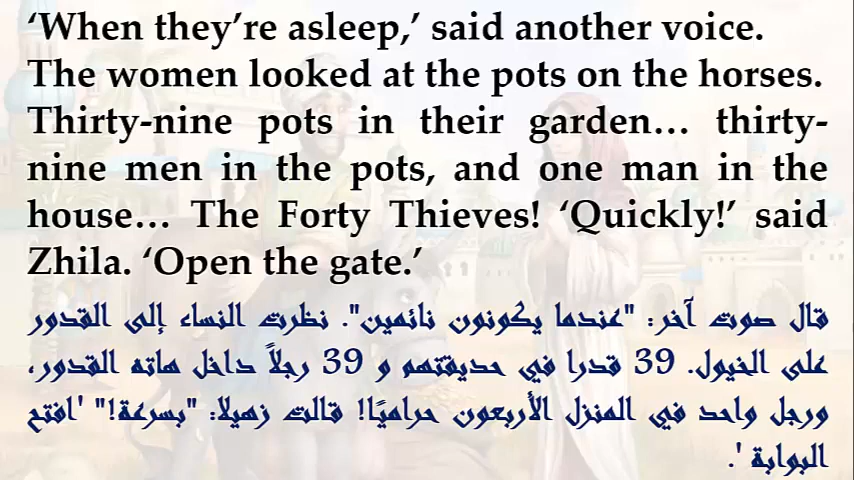 ‘When they’re asleep,’ said another voice.
The women looked at the pots on the horses.
Thirty-nine pots in their garden… thirty-
nine men in the pots, and one man in the
house… The Forty Thieves! ‘Quickly!’ said
Zhila. ‘Open the gate.’
قال صوت آخر: "عندما يكونون نائمين". نظرت النساء إلى القدور
على الخيول. 39 قدرا في حديقتهم و 39 رجلاً داخل هاته القدور،
ورجل واحد في المنزل الأربعون حراميًا! قالت زهيلا: "بسرعة!" 'افتح
البوابة '.